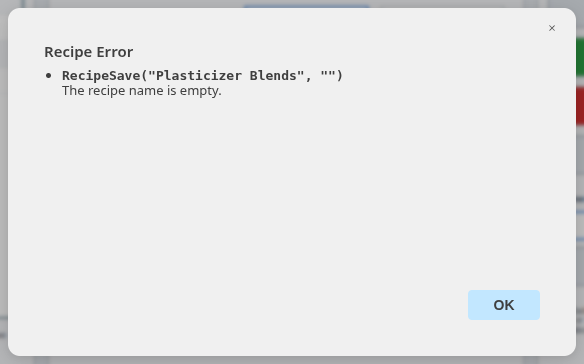 ×
Recipe Error
• RecipeSave("Plasticizer Blends", "")
The recipe name is empty.
OK